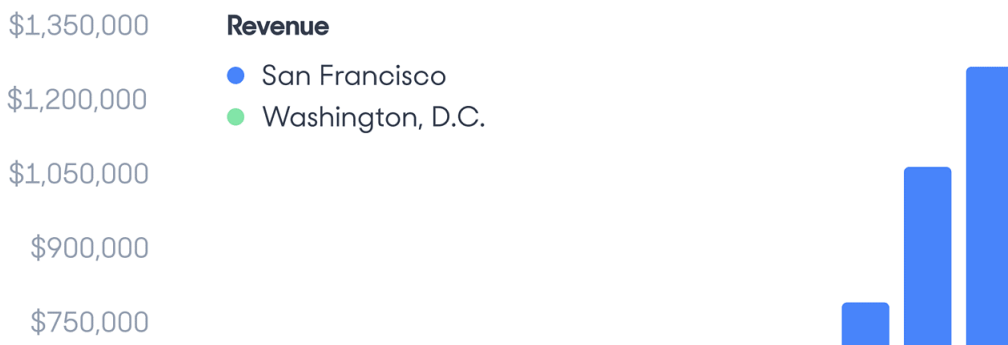 $1,350,000
Revenue
San Francisco
$1,200,000
Washington, D.C.
$1,050,000
$900,000
$750,000